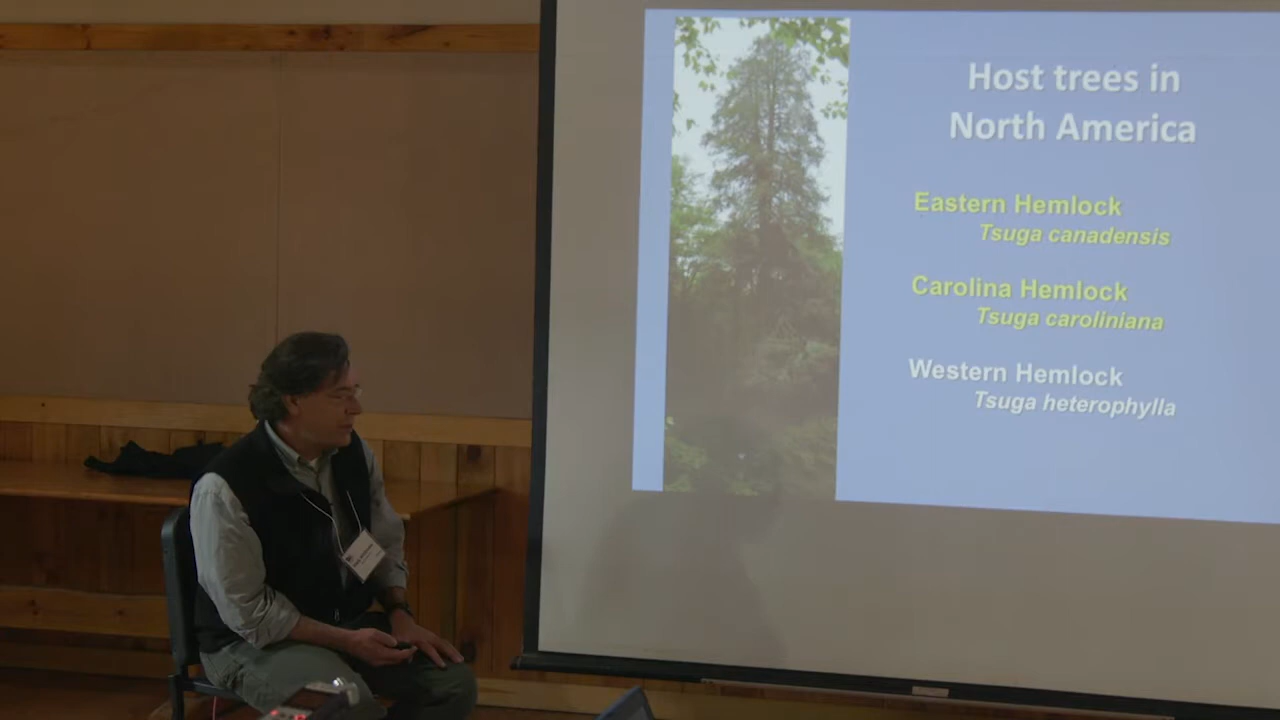 Host trees in
North America
Eastern Hemlock
Tsuga canadensis
Carolina Hemlock
Tsuga caroliniana
Western Hemlock
Tsuga heterophylla